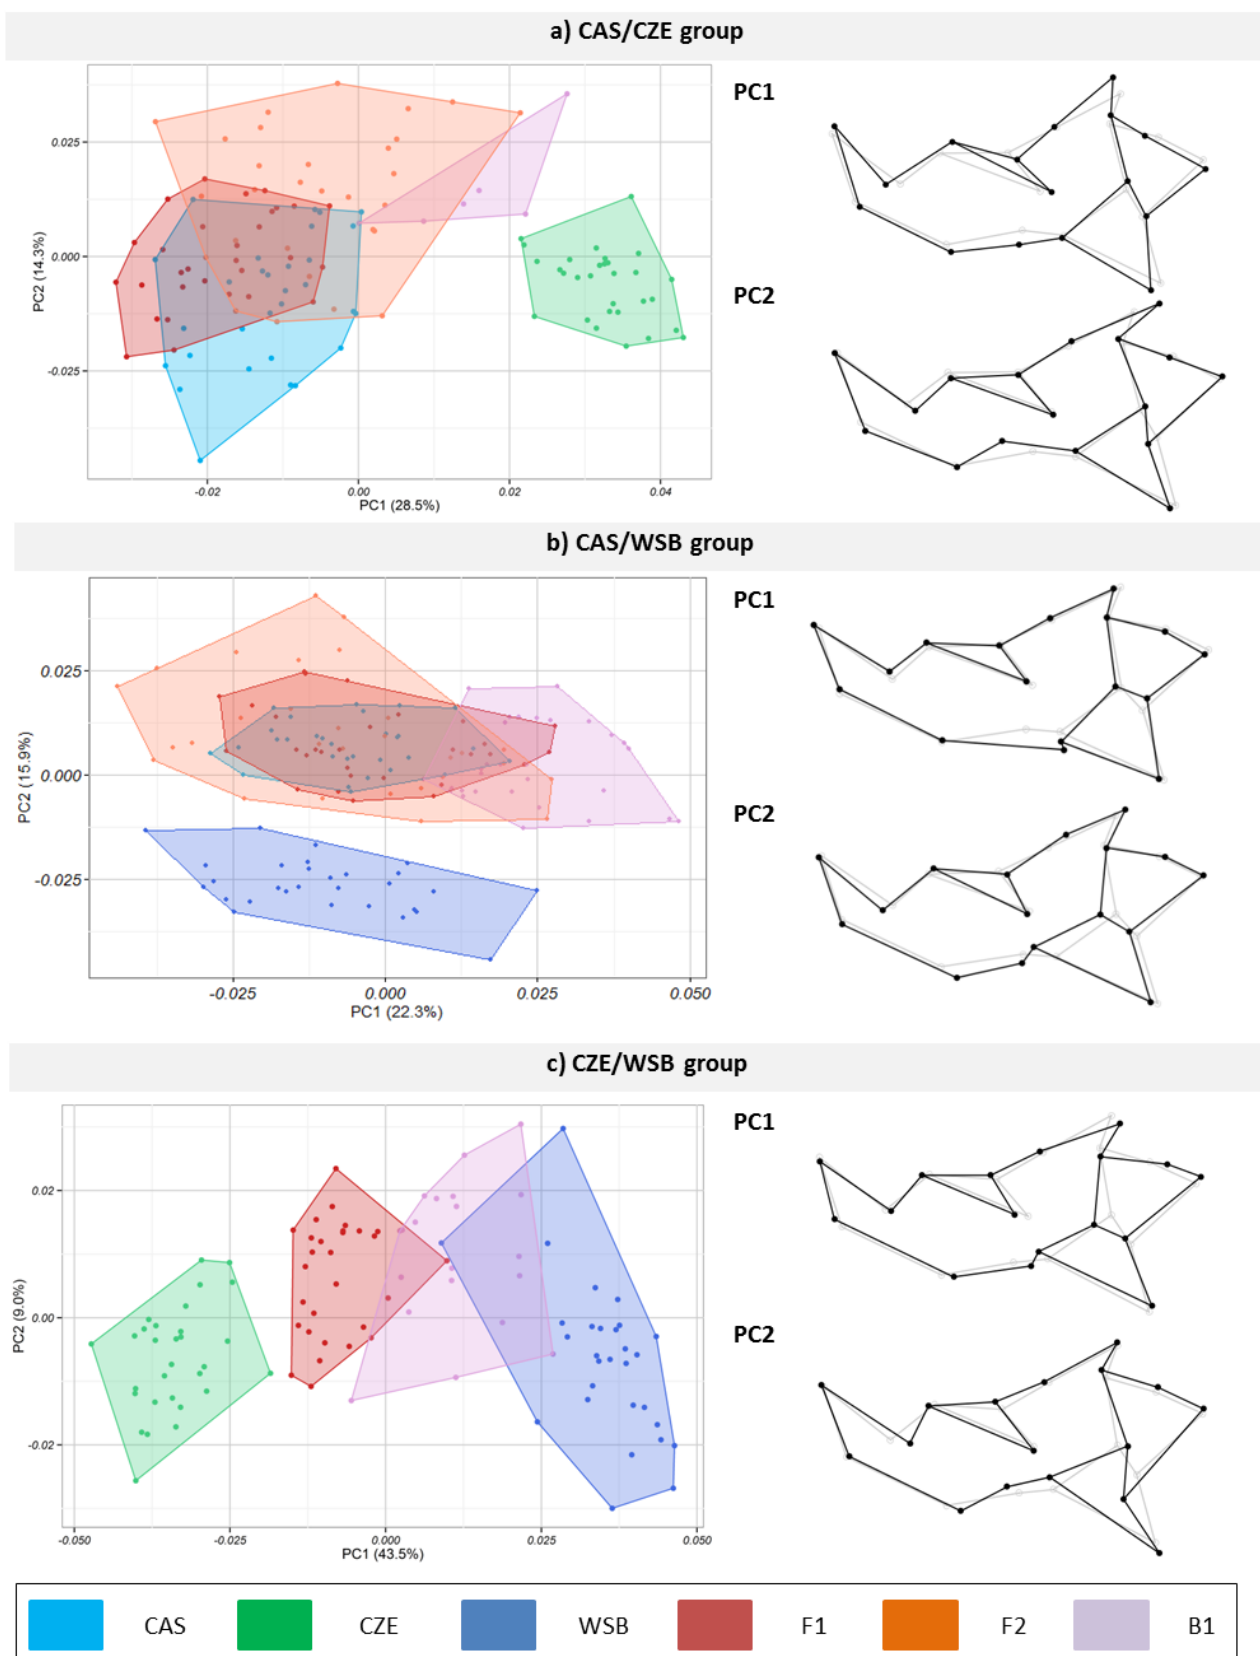 a) CAS/CZE group
PC1
0.025
0.000
-0.025
PC2 (14.3%)
-0.02 0.00 0.02 0.04
PC1 (28.5%)
PC2
b) CAS/WSB group
PC1
0.025
0.000
-0.025
PC2 (15.9%)
-0.025 0.000 0.025 0.050
PC1 (22.3%)
PC2
c) CZE/WSB group
PC1
0.02
0.00
-0.02
PC2 (9.0%)
-0.050 -0.025 0.000 0.025 0.050
PC1 (43.5%)
PC2
CAS CZE WSB F1 F2 B1